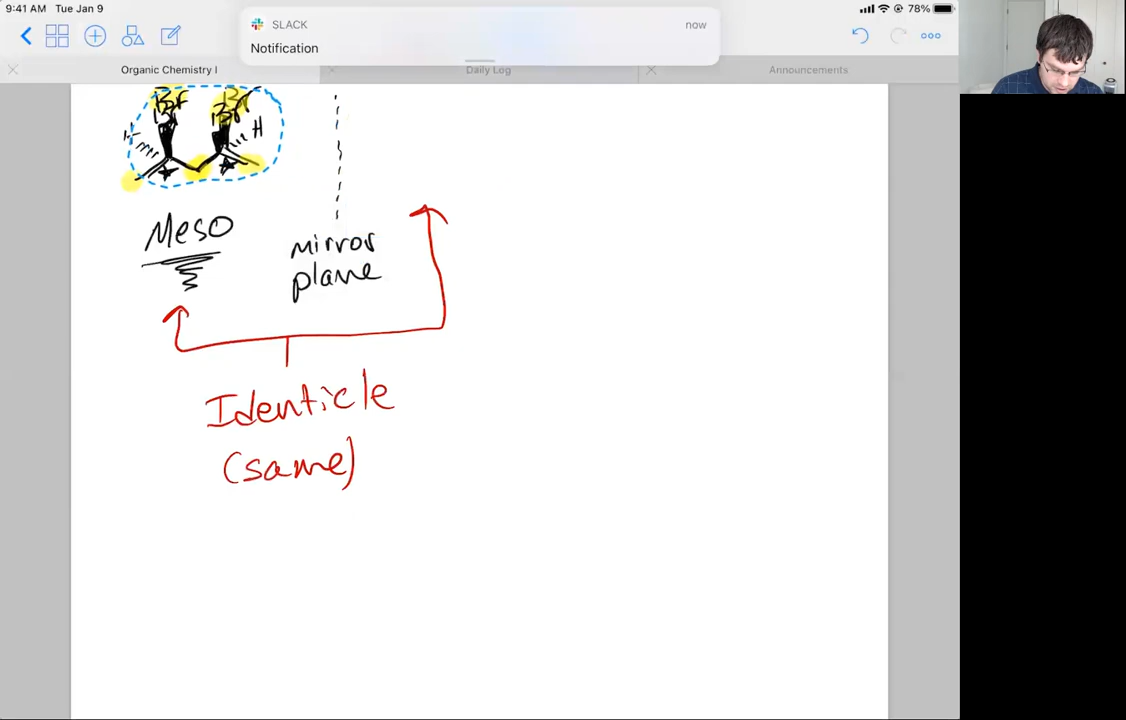 9:41 AM Tue Jan 9
78%
SLACK
now
Notification
Organic Chemistry I
Daily Log
Announcements
Br Br
H H
Meso
mirror
plane
Identicle
(same)